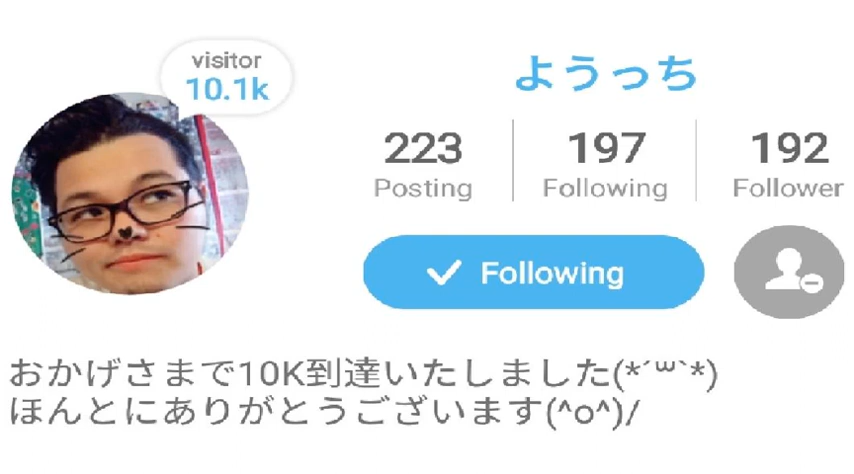 visitor
10.1k
ようっち
223 197 192
Posting Following Follower
Following
おかげさまで10K到達いたしました(*´꒳`*)
ほんとにありがとうございます(^o^)/